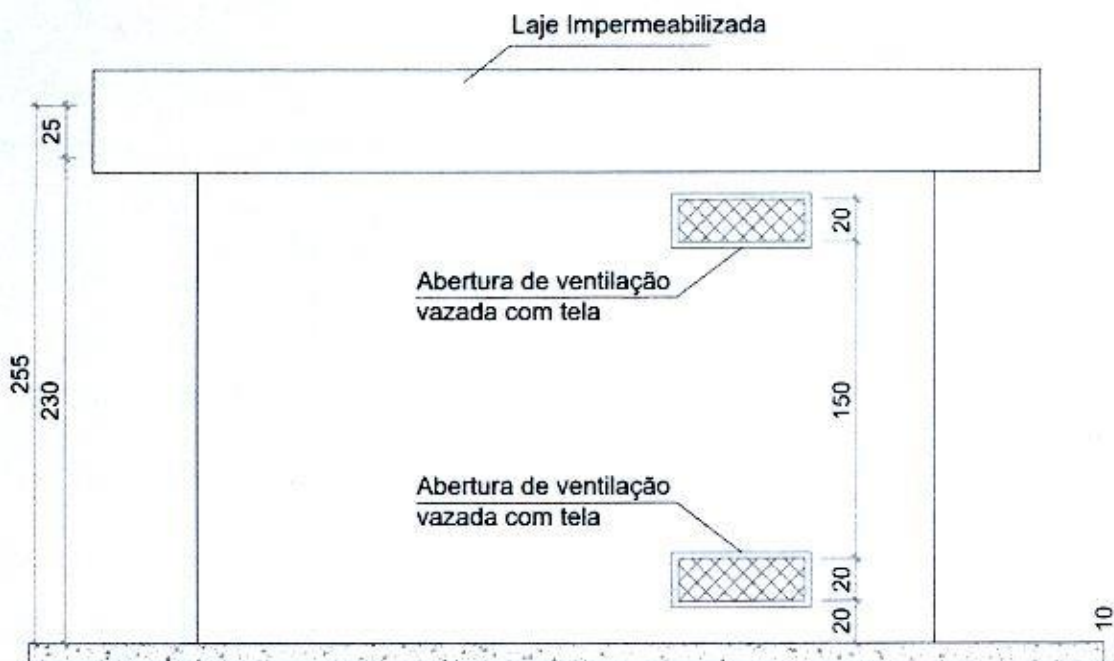 Laje Impermeabilizada
25
20
Abertura de ventilação
vazada com tela
255
230
150
Abertura de ventilação
vazada com tela
20
20
10